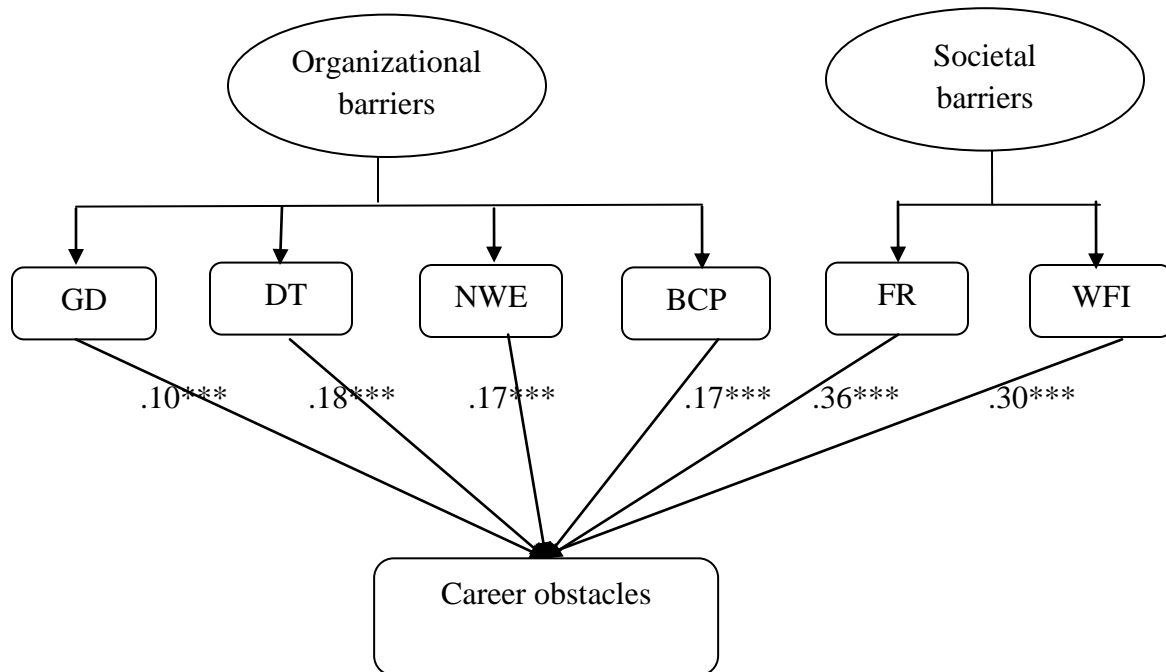 Organizational
barriers
Societal
barriers
GD
DT
NWE
BCP
FR
WFI
.10***
.18***
.17***
.17***
.36***
.30***
Career obstacles